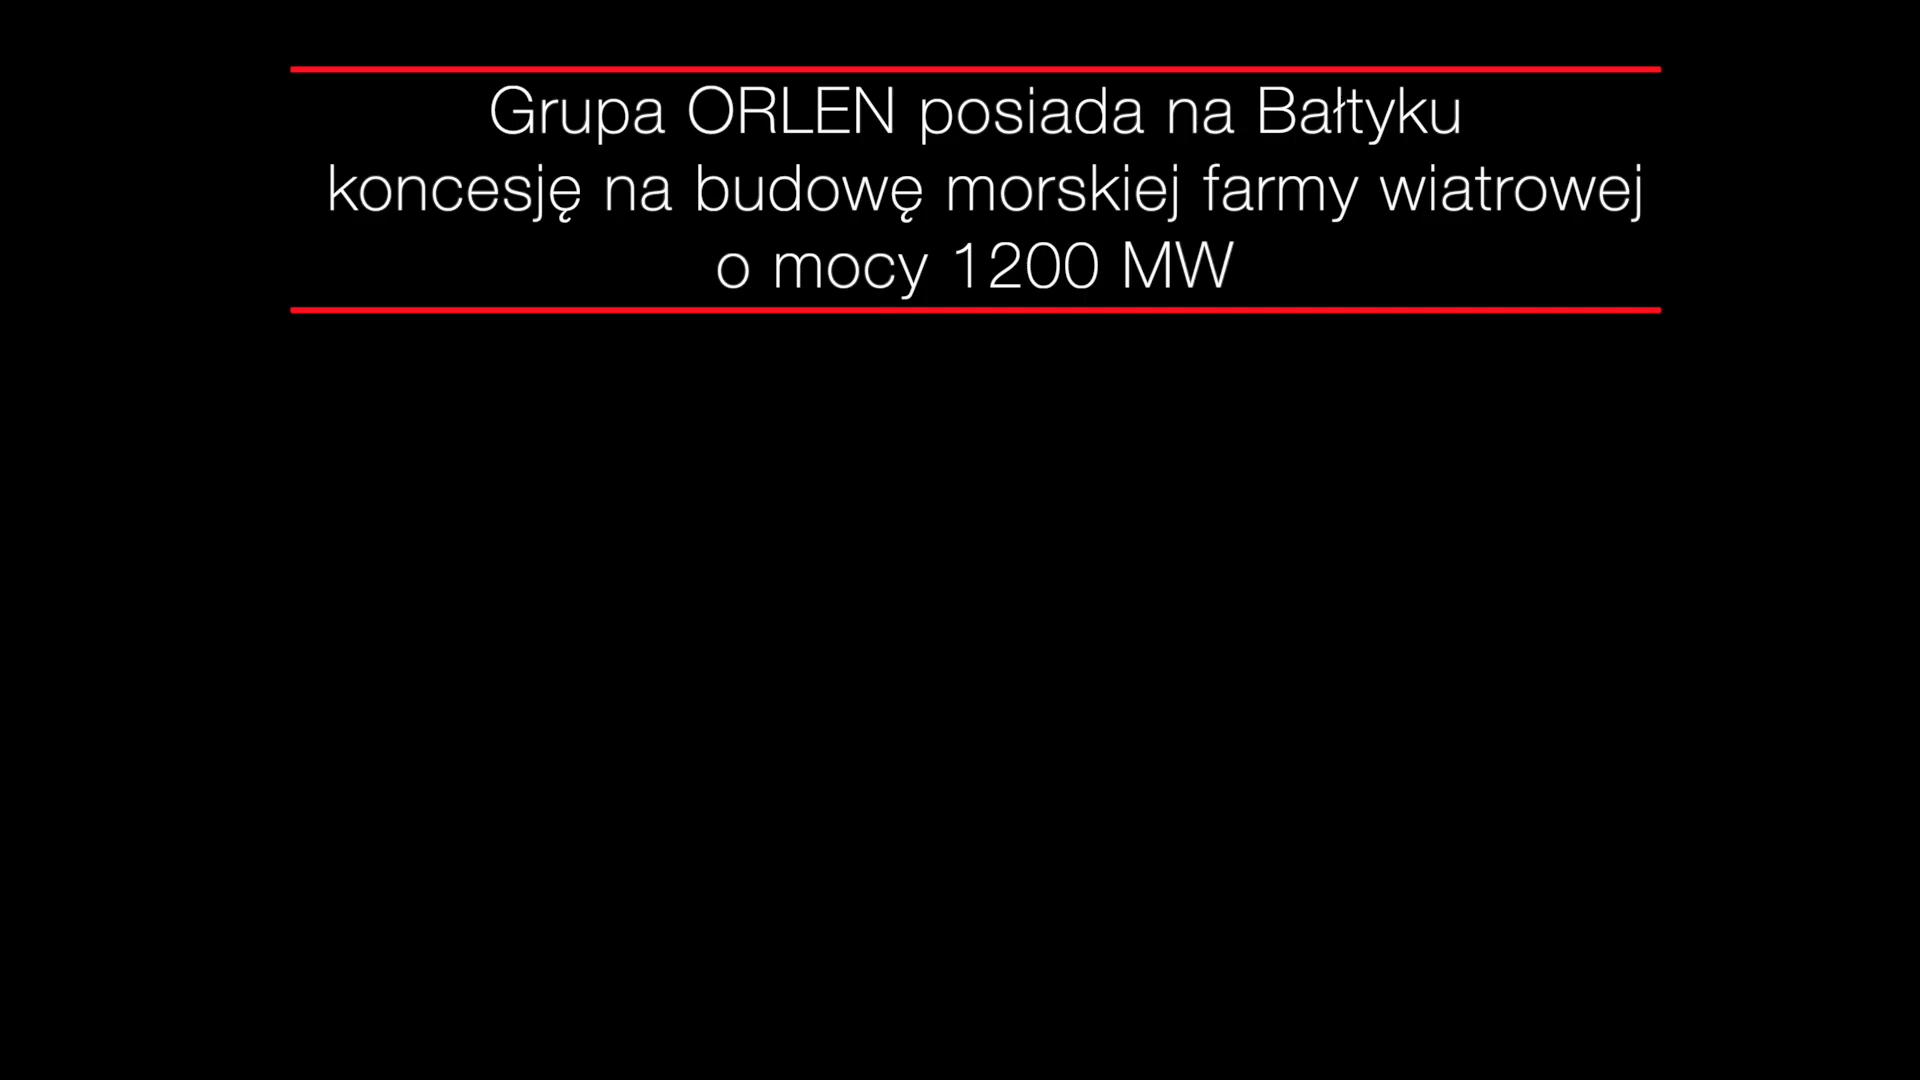 Grupa ORLEN posiada na Bałtyku
koncesję na budowę morskiej farmy wiatrowej
o mocy 1200 MW